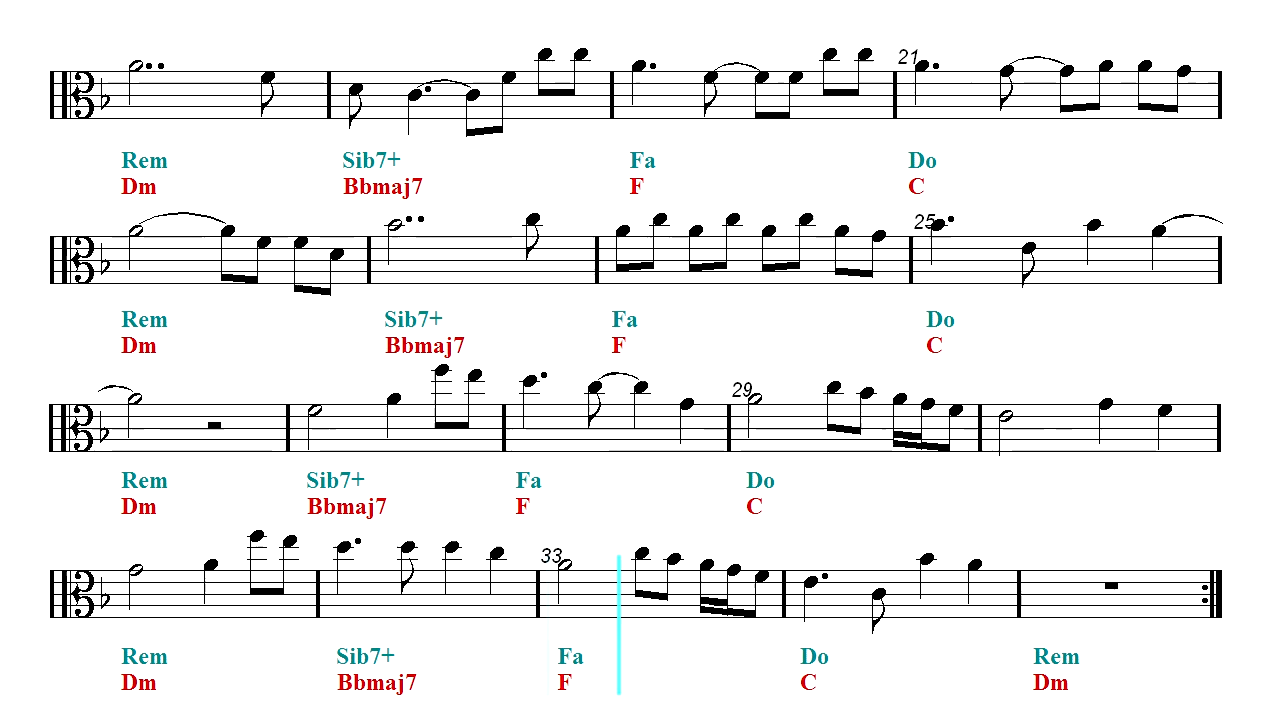 21
Rem Sib7+ Fa Do
Dm Bbmaj7 F C
25
Rem Sib7+ Fa Do
Dm Bbmaj7 F C
29
Rem Sib7+ Fa Do
Dm Bbmaj7 F C
33
Rem Sib7+ Fa Do Rem
Dm Bbmaj7 F C Dm